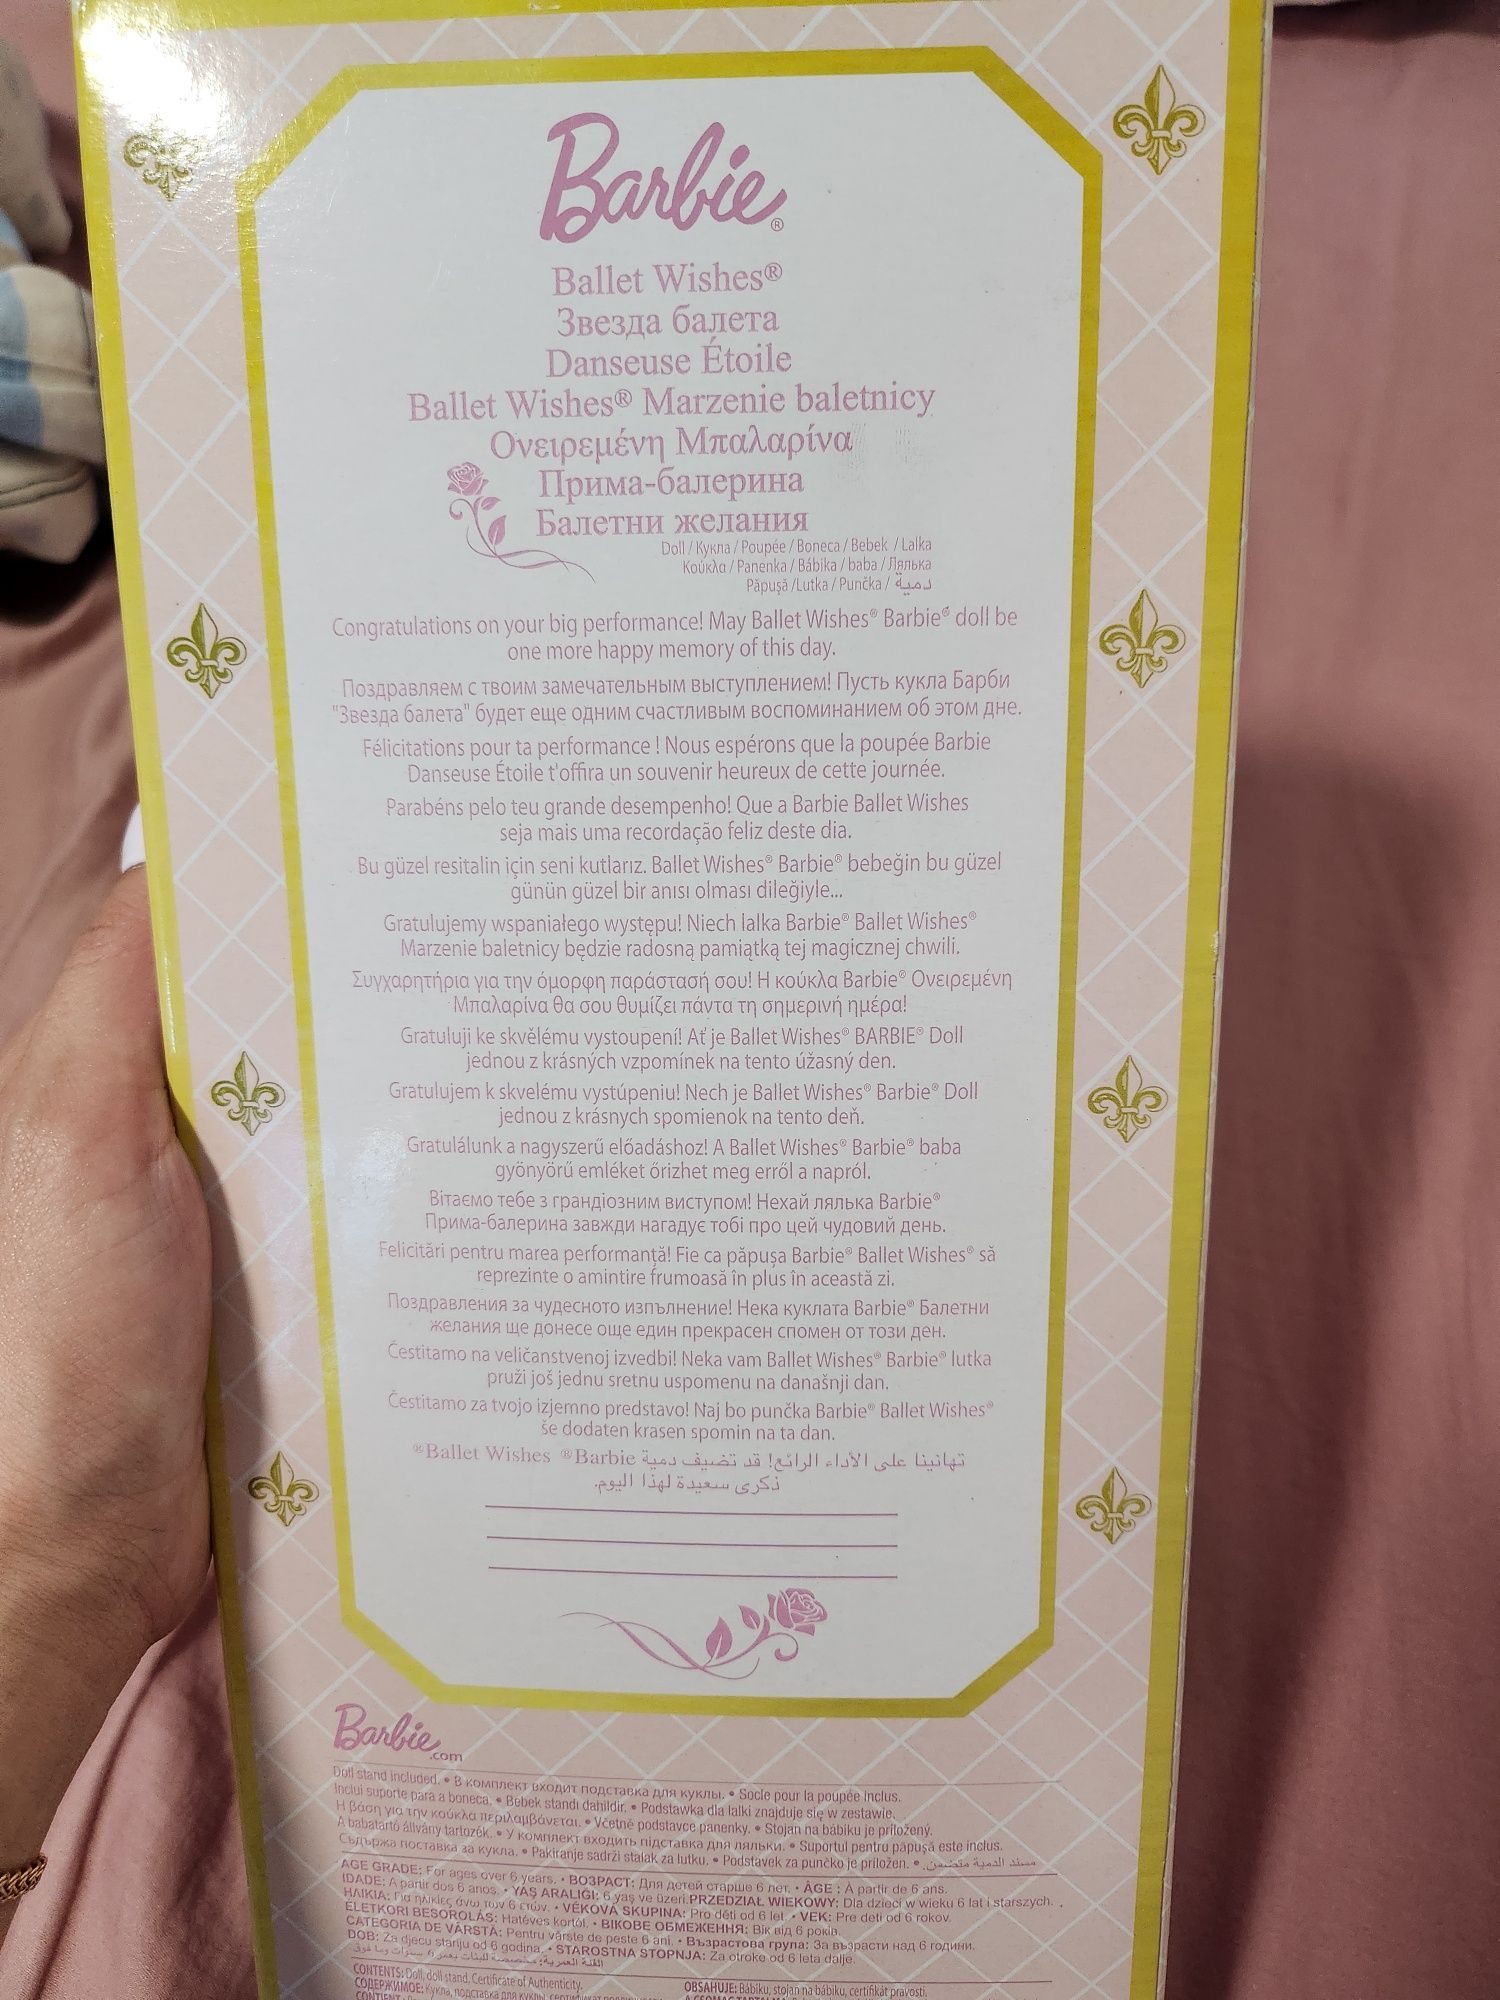 Barbie®
Ballet Wishes®
Звезда балета
Danseuse Étoile
Ballet Wishes® Marzenie baletnicy
Ονειρεμένη Μπαλαρίνα
Прима-балерина
Балетни желания
Doll / Кукла / Poupée / Boneca / Bebek / Lalka
Κούκλα / Panenka / Bábika / baba / Лялька
Păpuşă /Lutka / Punčka / دمية
Congratulations on your big performance! May Ballet Wishes® Barbie® doll be
one more happy memory of this day.
Поздравляем с твоим замечательным выступлением! Пусть кукла Барби
"Звезда балета" будет еще одним счастливым воспоминанием об этом дне.
Félicitations pour ta performance ! Nous espérons que la poupée Barbie
Danseuse Étoile t'offira un souvenir heureux de cette journée.
Parabéns pelo teu grande desempenho! Que a Barbie Ballet Wishes
seja mais uma recordação feliz deste dia.
Bu güzel resitalin için seni kutlarız. Ballet Wishes® Barbie® bebeğin bu güzel
günün güzel bir anısı olması dileğiyle...
Gratulujemy wspaniałego występu! Niech lalka Barbie® Ballet Wishes®
Marzenie baletnicy będzie radosną pamiątką tej magicznej chwili.
Συγχαρητήρια για την όμορφη παράστασή σου! Η κούκλα Barbie® Ονειρεμένη
Μπαλαρίνα θα σου θυμίζει πάντα τη σημερινή ημέρα!
Gratuluji ke skvělému vystoupení! Ať je Ballet Wishes® BARBIE® Doll
jednou z krásných vzpomínek na tento úžasný den.
Gratulujem k skvelému vystúpeniu! Nech je Ballet Wishes® Barbie® Doll
jednou z krásnych spomienok na tento deň.
Gratulálunk a nagyszerű előadáshoz! A Ballet Wishes® Barbie® baba
gyönyörű emléket őrizhet meg erről a napról.
Вітаємо тебе з грандіозним виступом! Нехай лялька Barbie®
Прима-балерина завжди нагадує тобі про цей чудовий день.
Felicitări pentru marea performanţă! Fie ca păpuşa Barbie® Ballet Wishes® să
reprezinte o amintire frumoasă în plus în această zi.
Поздравления за чудесното изпълнение! Нека куклата Barbie® Балетни
желания ще донесе още един прекрасен спомен от този ден.
Čestitamo na veličanstvenoj izvedbi! Neka vam Ballet Wishes® Barbie® lutka
pruži još jednu sretnu uspomenu na današnji dan.
Čestitamo za tvojo izjemno predstavo! Naj bo punčka Barbie® Ballet Wishes®
še dodaten krasen spomin na ta dan.
تهانينا على الأداء الرائع! قد تضيف دمية Barbie® Ballet Wishes®
ذكرى سعيدة لهذا اليوم.
Barbie.com
Doll stand included. • В комплект входит подставка для куклы. • Socle pour la poupée inclus.
Inclui suporte para a boneca. • Bebek standı dahildir. • Podstawka dla lalki znajduje się w zestawie.
Η βάση για την κούκλα περιλαμβάνεται. • Včetně podstavce panenky. • Stojan na bábiku je priložený.
A babatartó állvány tartozék. • У комплект входить підставка для ляльки. • Suportul pentru păpuşă este inclus.
Съдържа поставка за кукла. • Pakiranje sadrži stalak za lutku. • Podstavek za punčko je priložen. • مسند الدمية متضمن.
AGE GRADE: For ages over 6 years. • ВОЗРАСТ: Для детей старше 6 лет. • ÂGE : À partir de 6 ans.
IDADE: A partir dos 6 anos. • YAŞ ARALIĞI: 6 yaş ve üzeri.PRZEDZIAŁ WIEKOWY: Dla dzieci w wieku 6 lat i starszych.
ΗΛΙΚΙΑ: Για ηλικίες άνω των 6 ετών. • VĚKOVÁ SKUPINA: Pro děti od 6 let. • VEK: Pre deti od 6 rokov.
ÉLETKORI BESOROLÁS: Hatéves kortól. • ВІКОВЕ ОБМЕЖЕННЯ: Вік від 6 років.
CATEGORIA DE VÂRSTĂ: Pentru vârste de peste 6 ani. • Възрастова група: За възрасти над 6 години.
DOB: Za djecu stariju od 6 godina. • STAROSTNA STOPNJA: Za otroke od 6 leta dalje.
الفئة العمرية:
CONTENTS: Doll, doll stand, Certificate of Authenticity.
СОДЕРЖИМОЕ: Кукла, подставка для куклы,
OBSAHUJE: Bábiku, stojan na bábiku, certifikát pravosti.